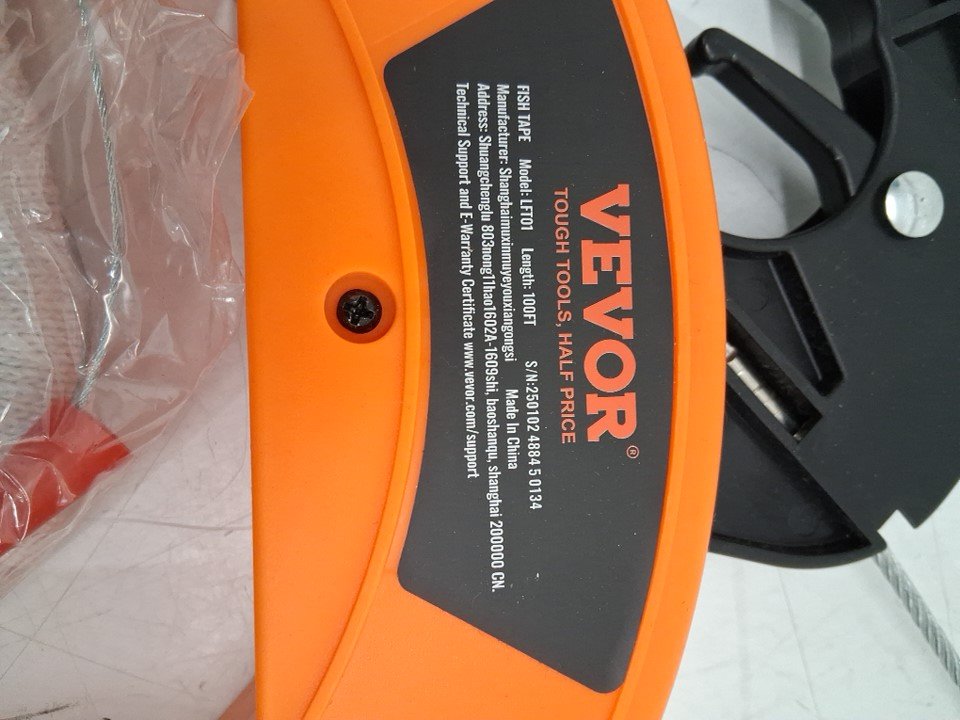 VEVOR®
TOUGH TOOLS, HALF PRICE
FISH TAPE Model: LFT01 Length: 100FT S/N:250102 4884 5 0134
Manufacturer: Shanghaimuxinmuyeyouxiangongsi Made In China
Address: Shuangchenglu 803nong11hao1602A-1609shi, baoshanqu, shanghai 200000 CN.
Technical Support and E-Warranty Certificate www.vevor.com/support